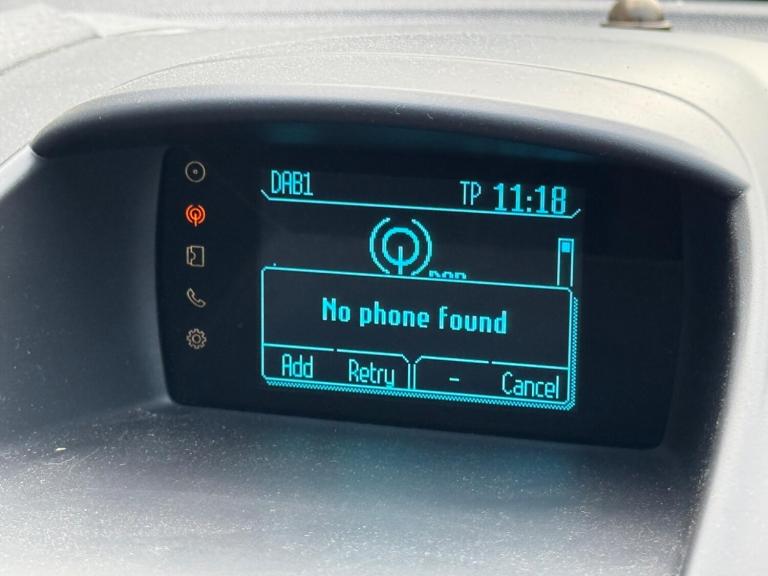 DAB1
TP 11:18
No phone found
Add Retry - Cancel